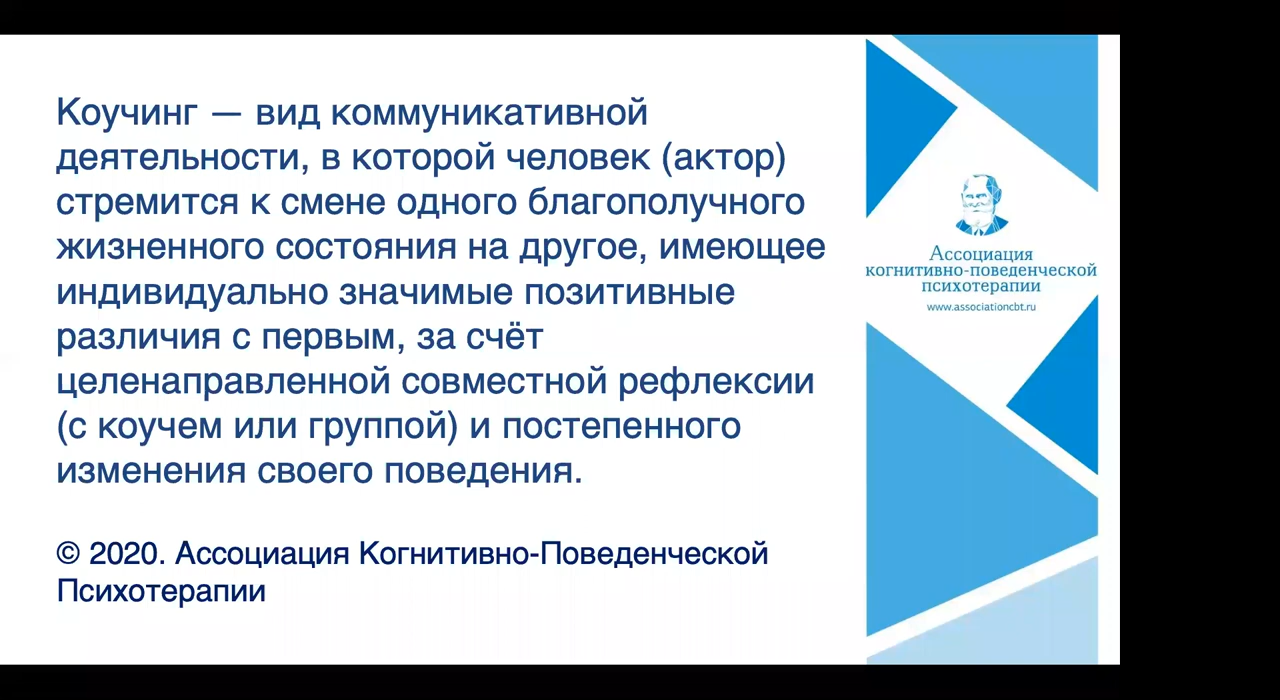 Коучинг — вид коммуникативной
деятельности, в которой человек (актор)
стремится к смене одного благополучного
жизненного состояния на другое, имеющее
индивидуально значимые позитивные
различия с первым, за счёт
целенаправленной совместной рефлексии
(с коучем или группой) и постепенного
изменения своего поведения.
© 2020. Ассоциация Когнитивно-Поведенческой
Психотерапии
Ассоциация
когнитивно-поведенческой
психотерапии
www.associationcbt.ru